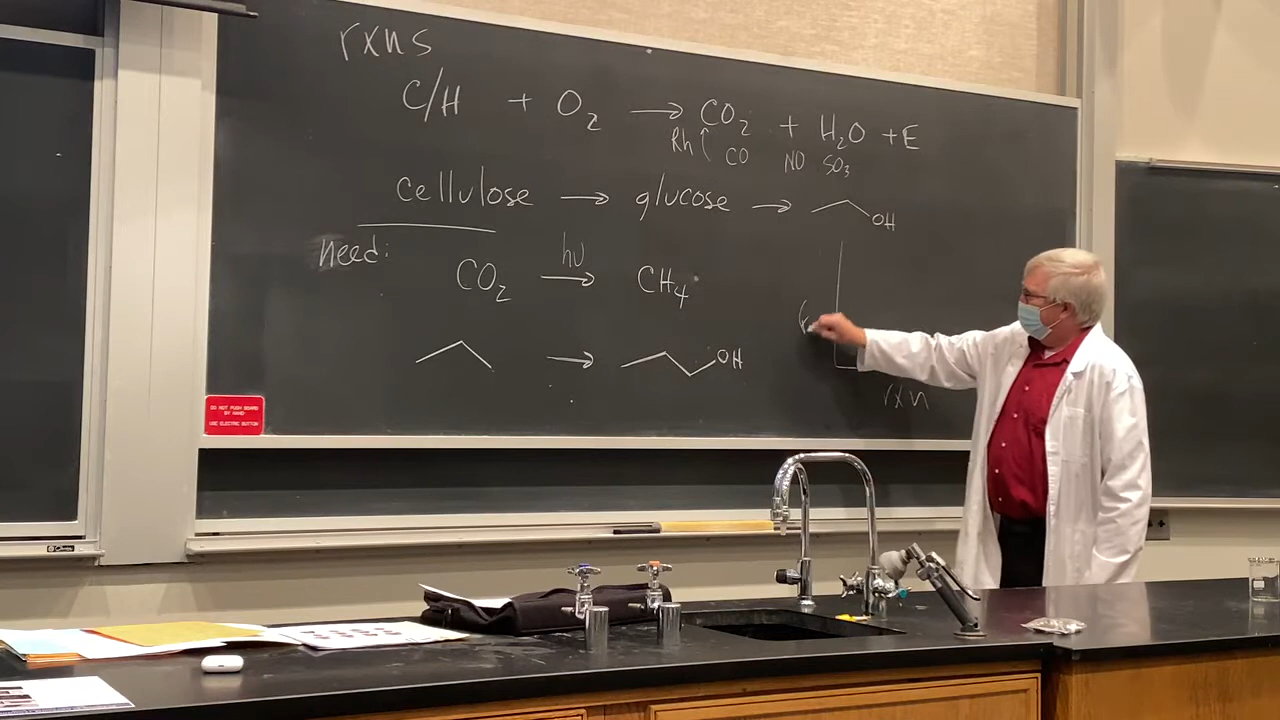 rxns
C/H + O₂ → CO₂ + H₂O + E
Rh CO NO SO₃
cellulose → glucose → OH
need:
hν
CO₂ → CH₄
→ OH
rxn
DO NOT PUSH BOARD
BY HAND
USE ELECTRIC BUTTON